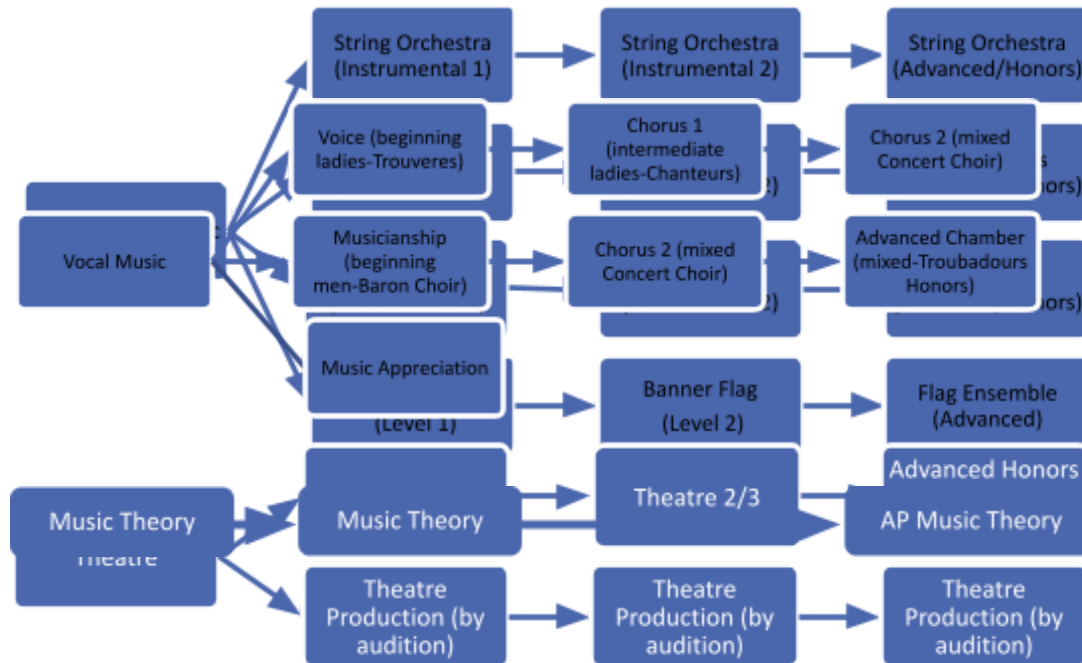 String Orchestra
(Instrumental 1)
String Orchestra
(Instrumental 2)
String Orchestra
(Advanced/Honors)
Voice (beginning
ladies-Trouveres)
Chorus 1
(intermediate
ladies-Chanteurs)
Chorus 2 (mixed
Concert Choir)
Vocal Music
Musicianship
(beginning
men-Baron Choir)
Chorus 2 (mixed
Concert Choir)
Advanced Chamber
(mixed-Troubadours
Honors)
Music Appreciation
(Level 1)
Banner Flag
(Level 2)
Flag Ensemble
(Advanced)
Advanced Honors
Theatre 2/3
Music Theory
Music Theory
AP Music Theory
Theatre
Theatre
Production (by
audition)
Theatre
Production (by
audition)
Theatre
Production (by
audition)